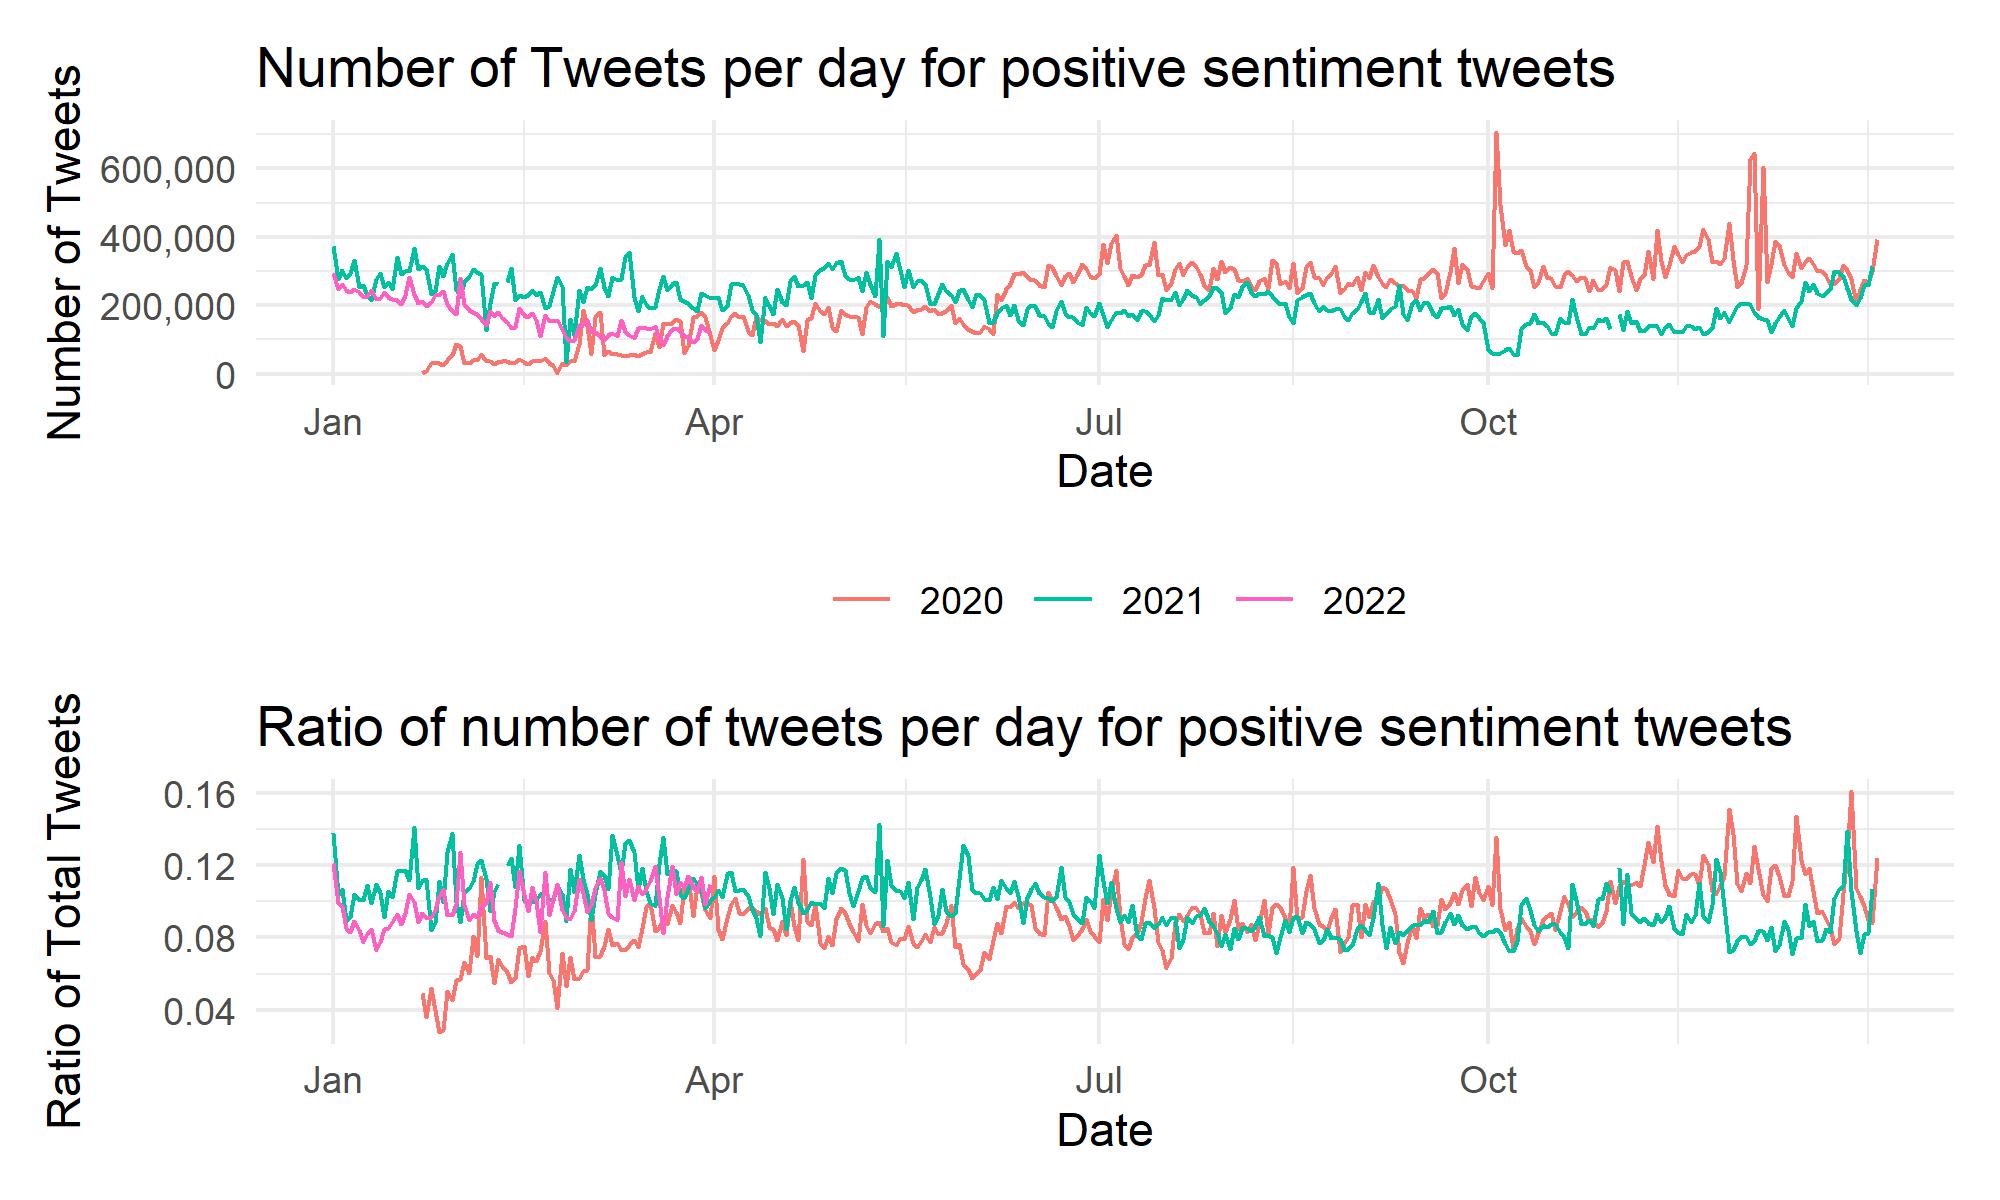 Number of Tweets per day for positive sentiment tweets
Number of Tweets
600,000
400,000
200,000
0
Jan
Apr
Jul
Oct
Date
2020
2021
2022
Ratio of number of tweets per day for positive sentiment tweets
Ratio of Total Tweets
0.16
0.12
0.08
0.04
Jan
Apr
Jul
Oct
Date